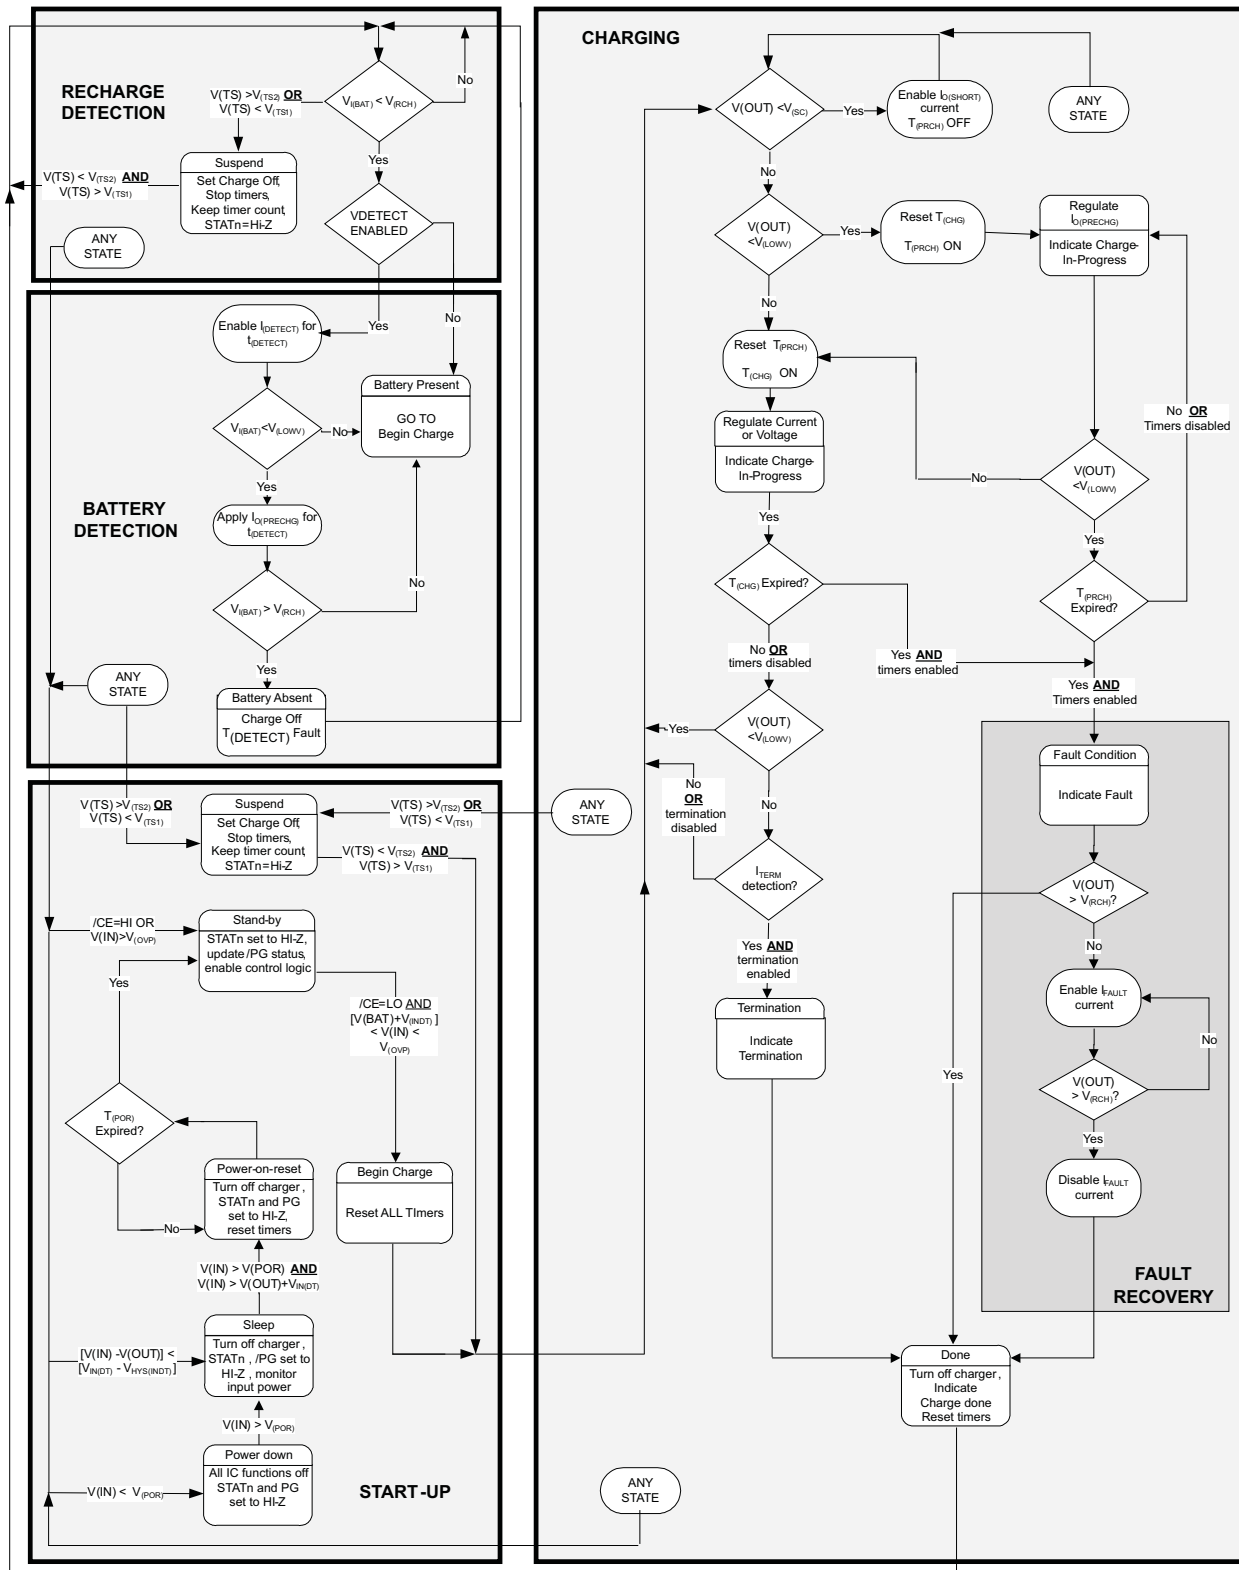 RECHARGE
DETECTION
V(TS) >V(TS2) OR
V(TS) < V(TS1)
VI(BAT) < V(RCH)
No
Yes
Suspend
Set Charge Off,
Stop timers,
Keep timer count,
STATn=Hi-Z
V(TS) < V(TS2) AND
V(TS) > V(TS1)
ANY
STATE
VDETECT
ENABLED
Yes
No
BATTERY
DETECTION
Enable I(DETECT) for
t(DETECT)
VI(BAT)<V(LOWV)
No
Yes
Battery Present
GO TO
Begin Charge
Apply IO(PRECHG) for
t(DETECT)
VI(BAT) > V(RCH)
No
Yes
Battery Absent
Charge Off
T(DETECT) Fault
ANY
STATE
V(TS) >V(TS2) OR
V(TS) < V(TS1)
Suspend
Set Charge Off,
Stop timers,
Keep timer count,
STATn=Hi-Z
V(TS) >V(TS2) OR
V(TS) < V(TS1)
V(TS) < V(TS2) AND
V(TS) > V(TS1)
ANY
STATE
/CE=HI OR
V(IN)>V(OVP)
Stand-by
STATn set to HI-Z,
update /PG status,
enable control logic
Yes
/CE=LO AND
[V(BAT)+V(INDT) ]
< V(IN) <
V(OVP)
T(POR)
Expired?
No
Power-on-reset
Turn off charger ,
STATn and PG
set to HI-Z,
reset timers
Begin Charge
Reset ALL TImers
V(IN) > V(POR) AND
V(IN) > V(OUT)+VIN(DT)
[V(IN) -V(OUT)] <
[VIN(DT) - VHYS(INDT)]
Sleep
Turn off charger ,
STATn , /PG set to
HI-Z , monitor
input power
V(IN) > V(POR)
V(IN) < V(POR)
Power down
All IC functions off
STATn and PG
set to HI-Z
START-UP
CHARGING
V(OUT) <V(SC)
Yes
Enable IO(SHORT)
current
T(PRCH) OFF
ANY
STATE
No
V(OUT)
<V(LOWV)
Yes
Reset T(CHG)
T(PRCH) ON
Regulate
IO(PRECHG)
Indicate Charge-
In-Progress
No
Reset T(PRCH)
T(CHG) ON
Regulate Current
or Voltage
Indicate Charge-
In-Progress
No OR
Timers disabled
No
V(OUT)
<V(LOWV)
Yes
Yes
T(CHG) Expired?
T(PRCH)
Expired?
No OR
timers disabled
Yes AND
timers enabled
Yes AND
Timers enabled
Yes
V(OUT)
<V(LOWV)
No
OR
termination
disabled
No
ITERM
detection?
Yes AND
termination
enabled
Termination
Indicate
Termination
Fault Condition
Indicate Fault
V(OUT)
> V(RCH)?
No
Enable IFAULT
current
No
V(OUT)
> V(RCH)?
Yes
Yes
Disable IFAULT
current
FAULT
RECOVERY
Done
Turn off charger ,
Indicate
Charge done
Reset timers
ANY
STATE